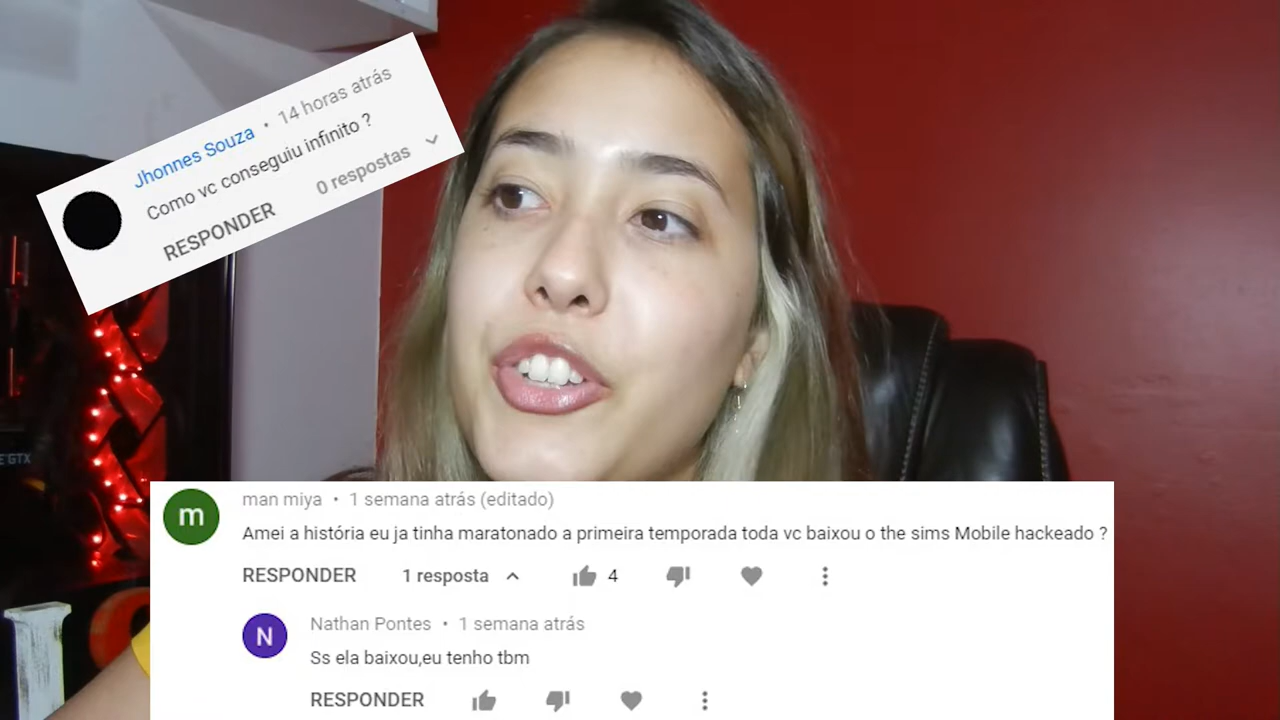 Jhonnes Souza • 14 horas atrás
Como vc conseguiu infinito ?
RESPONDER 0 respostas
E GTX
m
man miya • 1 semana atrás (editado)
Amei a história eu ja tinha maratonado a primeira temporada toda vc baixou o the sims Mobile hackeado ?
RESPONDER 1 resposta 4
N
Nathan Pontes • 1 semana atrás
Ss ela baixou,eu tenho tbm
RESPONDER